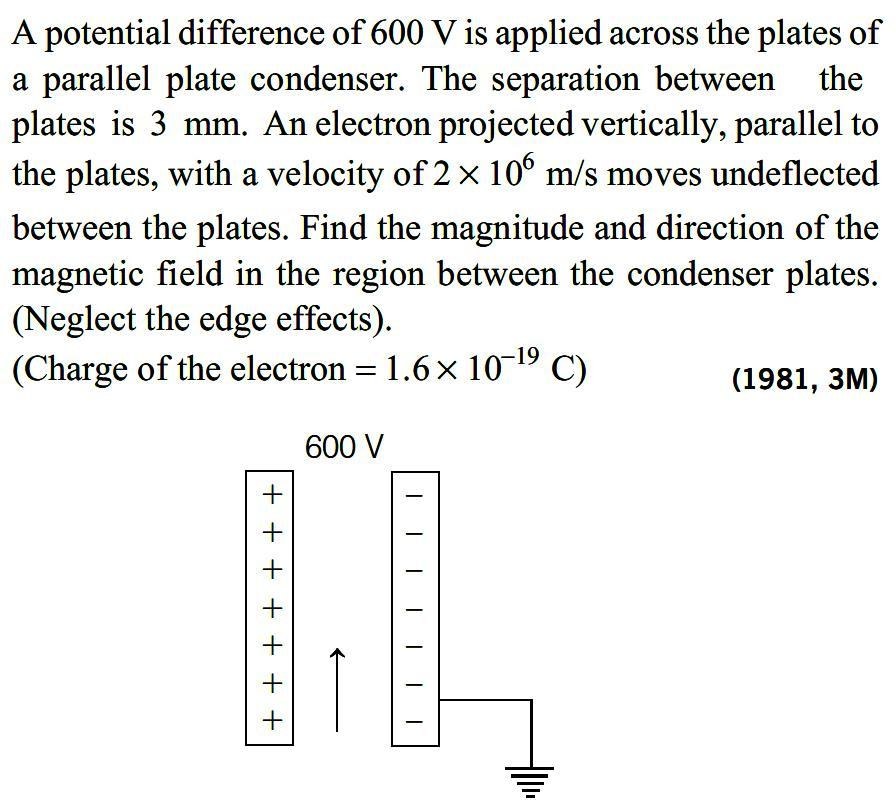 A potential difference of 600 V is applied across the plates of
a parallel plate condenser. The separation between the
plates is 3 mm. An electron projected vertically, parallel to
the plates, with a velocity of 2 × 10⁶ m/s moves undeflected
between the plates. Find the magnitude and direction of the
magnetic field in the region between the condenser plates.
(Neglect the edge effects).
(Charge of the electron = 1.6 × 10⁻¹⁹ C) (1981, 3M)
600 V
+ −
+ −
+ −
+ −
+ −
+ −
+ −